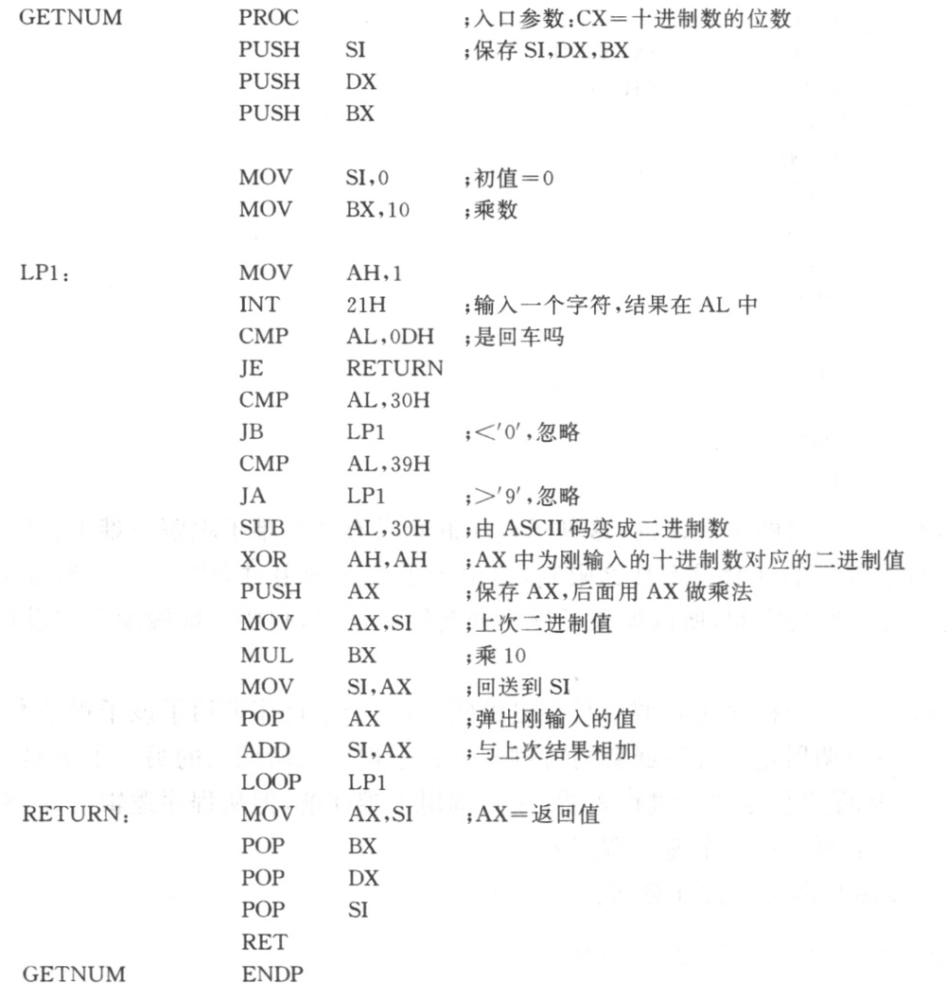 GETNUM PROC ;入口参数:CX=十进制数的位数
PUSH SI ;保存 SI,DX,BX
PUSH DX
PUSH BX
MOV SI,0 ;初值=0
MOV BX,10 ;乘数
LP1: MOV AH,1
INT 21H ;输入一个字符,结果在 AL 中
CMP AL,0DH ;是回车吗
JE RETURN
CMP AL,30H
JB LP1 ;<'0',忽略
CMP AL,39H
JA LP1 ;>'9',忽略
SUB AL,30H ;由 ASCII 码变成二进制数
XOR AH,AH ;AX 中为刚输入的十进制数对应的二进制值
PUSH AX ;保存 AX,后面用 AX 做乘法
MOV AX,SI ;上次二进制值
MUL BX ;乘 10
MOV SI,AX ;回送到 SI
POP AX ;弹出刚输入的值
ADD SI,AX ;与上次结果相加
LOOP LP1
RETURN: MOV AX,SI ;AX=返回值
POP BX
POP DX
POP SI
RET
GETNUM ENDP